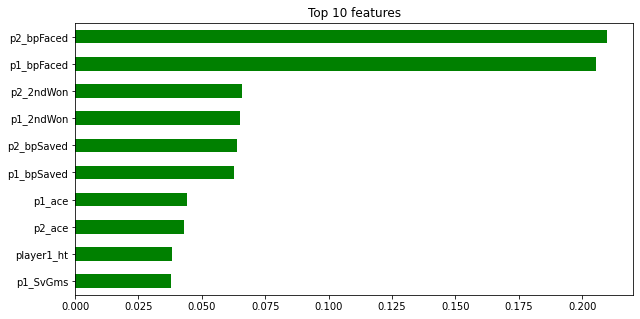 Top 10 features
p2_bpFaced
p1_bpFaced
p2_2ndWon
p1_2ndWon
p2_bpSaved
p1_bpSaved
p1_ace
p2_ace
player1_ht
p1_SvGms
0.000 0.025 0.050 0.075 0.100 0.125 0.150 0.175 0.200